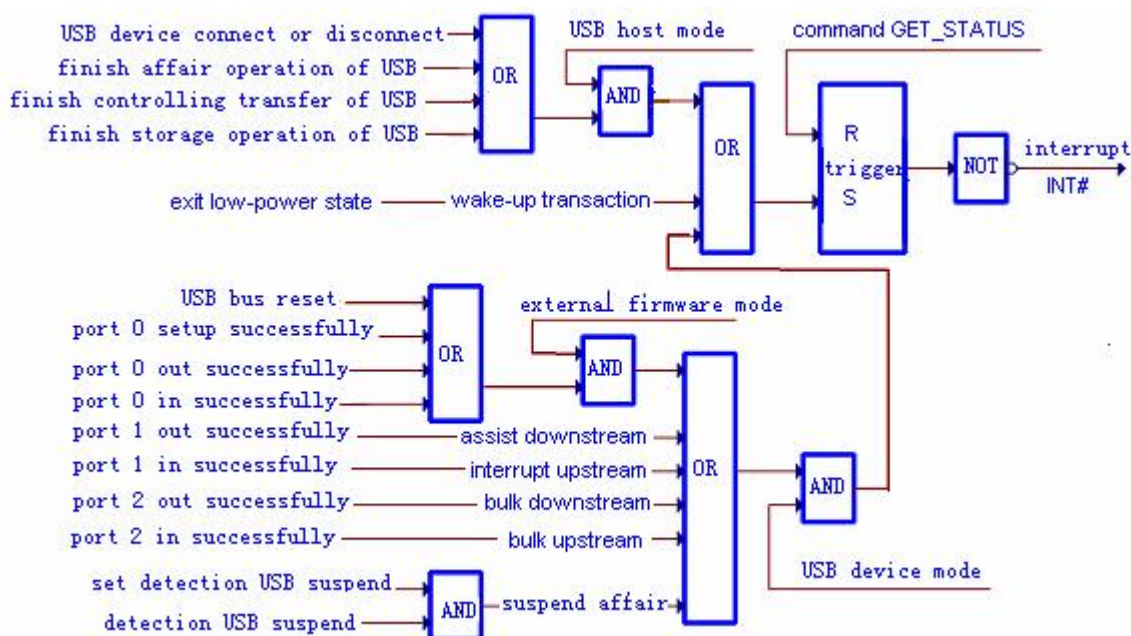 USB device connect or disconnect
finish affair operation of USB
finish controlling transfer of USB
finish storage operation of USB
OR
USB host mode
AND
command GET_STATUS
OR
R
trigger
S
NOT
interrupt
INT#
exit low-power state
wake-up transaction
USB bus reset
port 0 setup successfully
port 0 out successfully
port 0 in successfully
OR
external firmware mode
AND
port 1 out successfully
assist downstream
port 1 in successfully
interrupt upstream
port 2 out successfully
bulk downstream
port 2 in successfully
bulk upstream
OR
AND
USB device mode
set detection USB suspend
detection USB suspend
AND
suspend affair